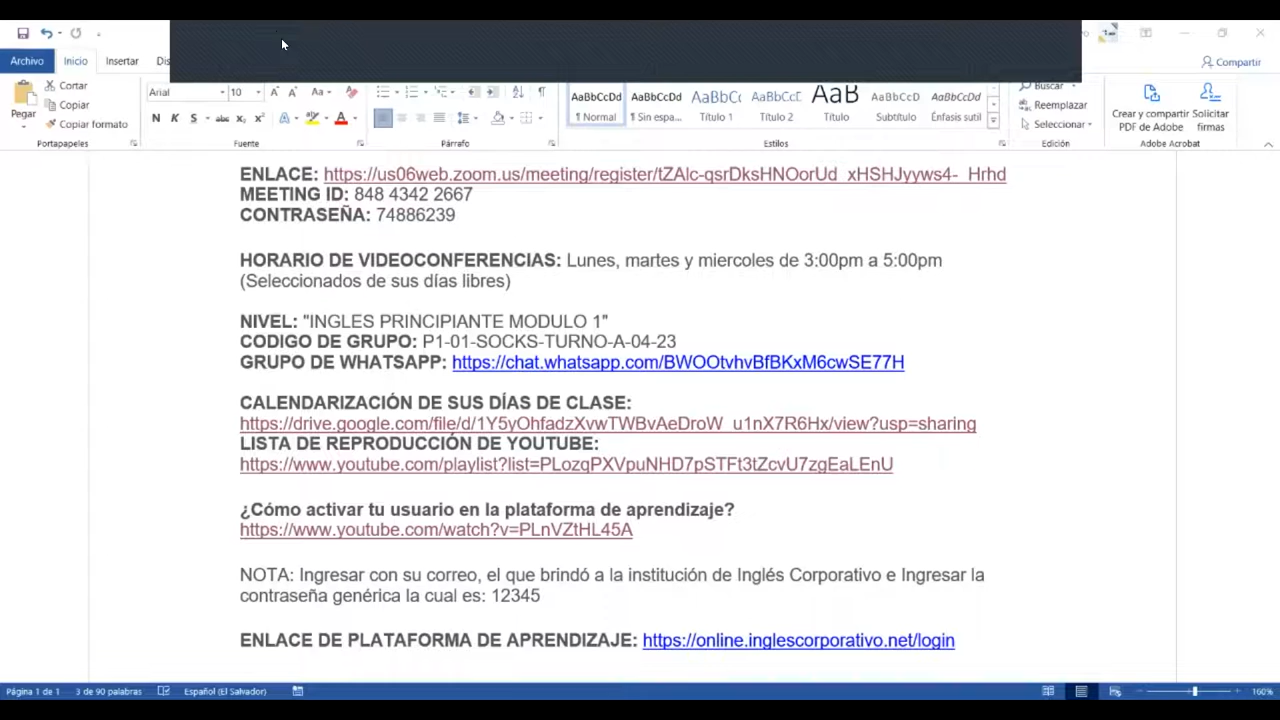 Archivo Inicio Insertar Compartir
Pegar Cortar Copiar Copiar formato
Arial 10 Aa
N K S abc x₂ x² A A
AaBbCcDd AaBbCcDd AaBbCc AaBbCcD AaB AaBbCcD AaBbCcDd
¶ Normal ¶ Sin espa... Título 1 Título 2 Título Subtítulo Énfasis sutil
Buscar Reemplazar Seleccionar
Crear y compartir PDF de Adobe Solicitar firmas
Portapapeles Fuente Párrafo Estilos Edición Adobe Acrobat
ENLACE: https://us06web.zoom.us/meeting/register/tZAlc-qsrDksHNOorUd_xHSHJyyws4-_Hrhd
MEETING ID: 848 4342 2667
CONTRASEÑA: 74886239
HORARIO DE VIDEOCONFERENCIAS: Lunes, martes y miercoles de 3:00pm a 5:00pm
(Seleccionados de sus días libres)
NIVEL: "INGLES PRINCIPIANTE MODULO 1"
CODIGO DE GRUPO: P1-01-SOCKS-TURNO-A-04-23
GRUPO DE WHATSAPP: https://chat.whatsapp.com/BWOOtvhvBfBKxM6cwSE77H
CALENDARIZACIÓN DE SUS DÍAS DE CLASE:
https://drive.google.com/file/d/1Y5yOhfadzXvwTWBvAeDroW_u1nX7R6Hx/view?usp=sharing
LISTA DE REPRODUCCIÓN DE YOUTUBE:
https://www.youtube.com/playlist?list=PLozqPXVpuNHD7pSTFt3tZcvU7zgEaLEnU
¿Cómo activar tu usuario en la plataforma de aprendizaje?
https://www.youtube.com/watch?v=PLnVZtHL45A
NOTA: Ingresar con su correo, el que brindó a la institución de Inglés Corporativo e Ingresar la
contraseña genérica la cual es: 12345
ENLACE DE PLATAFORMA DE APRENDIZAJE: https://online.inglescorporativo.net/login
Página 1 de 1 3 de 90 palabras Español (El Salvador) 160%